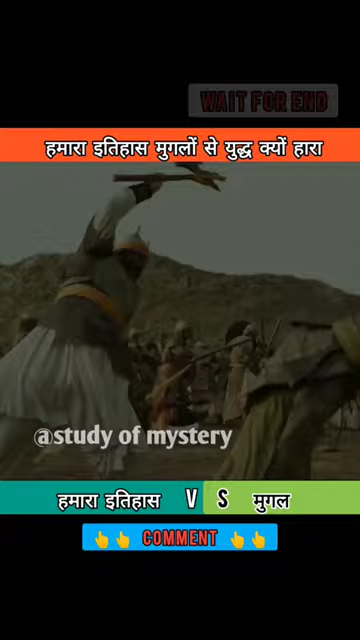 WAIT FOR END
हमारा इतिहास मुगलों से युद्ध क्यों हारा
@study of mystery
हमारा इतिहास V S मुगल
👆👆 COMMENT 👆👆